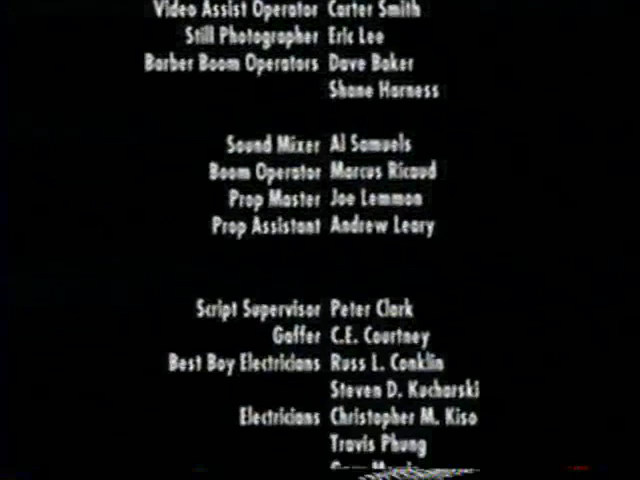 Video Assist Operator Carter Smith
Still Photographer Eric Lee
Barber Boom Operators Dave Baker
Shane Harness
Sound Mixer Al Samuels
Boom Operator Marcus Ricaud
Prop Master Joe Lemmon
Prop Assistant Andrew Leary
Script Supervisor Peter Clark
Gaffer C.E. Courtney
Best Boy Electricians Russ L. Conklin
Steven D. Kucharski
Electricians Christopher M. Kiso
Travis Phung